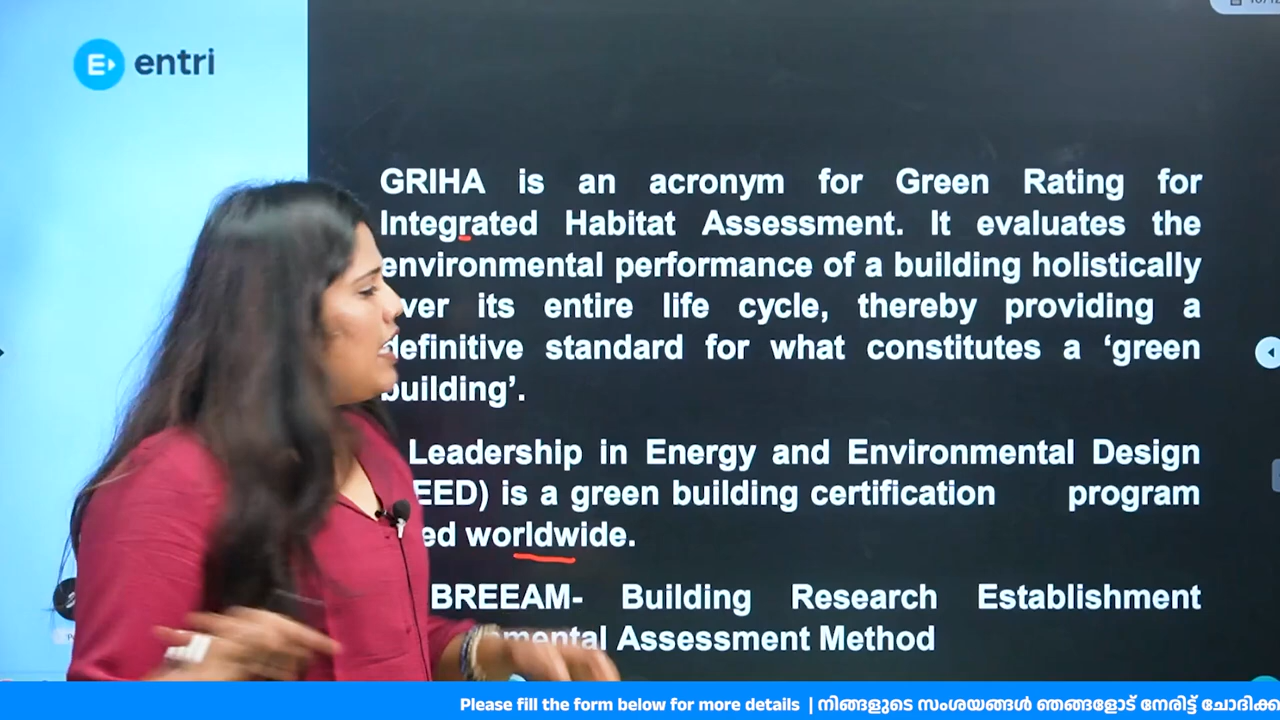 entri
GRIHA is an acronym for Green Rating for
Integrated Habitat Assessment. It evaluates the
environmental performance of a building holistically
over its entire life cycle, thereby providing a
definitive standard for what constitutes a ‘green
building’.
Leadership in Energy and Environmental Design
EED) is a green building certification program
ed worldwide.
BREEAM- Building Research Establishment
mental Assessment Method
Please fill the form below for more details | നിങ്ങളുടെ സംശയങ്ങൾ ഞങ്ങളോട് നേരിട്ട് ചോദിക്ക